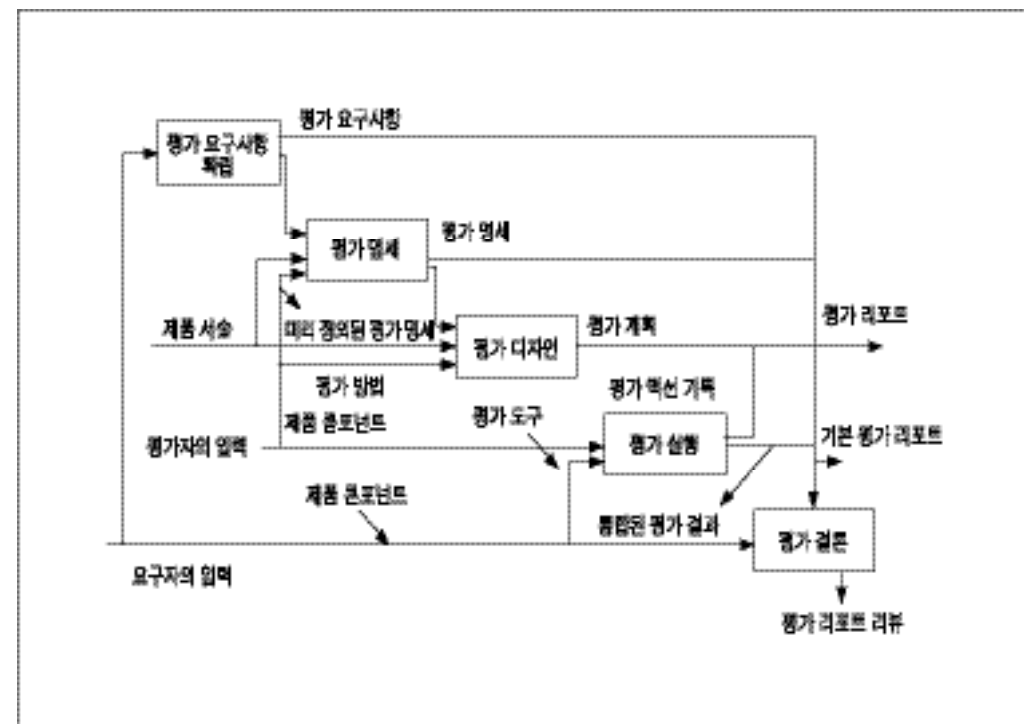 평가 요구사항
평가 요구사항
확립
평가 명세
평가 명세
제품 서술
미리 정의된 평가 명세
평가 디자인
평가 계획
평가 리포트
평가 방법
평가 액션 기록
제품 콤포넌트
평가 도구
평가자의 입력
평가 실행
기본 평가 리포트
제품 콤포넌트
통합된 평가 결과
평가 결론
요구자의 입력
평가 리포트 리뷰